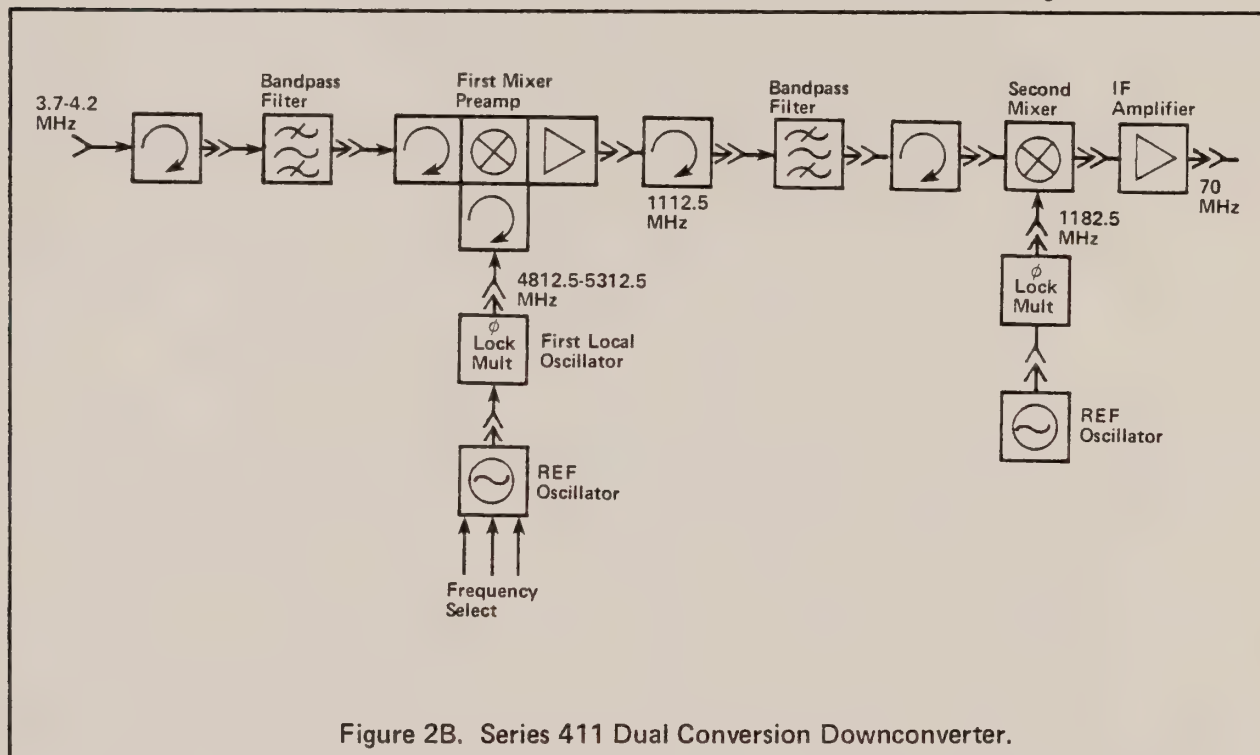 3.7-4.2
MHz
Bandpass
Filter
First Mixer
Preamp
1112.5
MHz
Bandpass
Filter
Second
Mixer
IF
Amplifier
70
MHz
4812.5-5312.5
MHz
φ
Lock
Mult
First Local
Oscillator
REF
Oscillator
Frequency
Select
1182.5
MHz
φ
Lock
Mult
REF
Oscillator
Figure 2B. Series 411 Dual Conversion Downconverter.